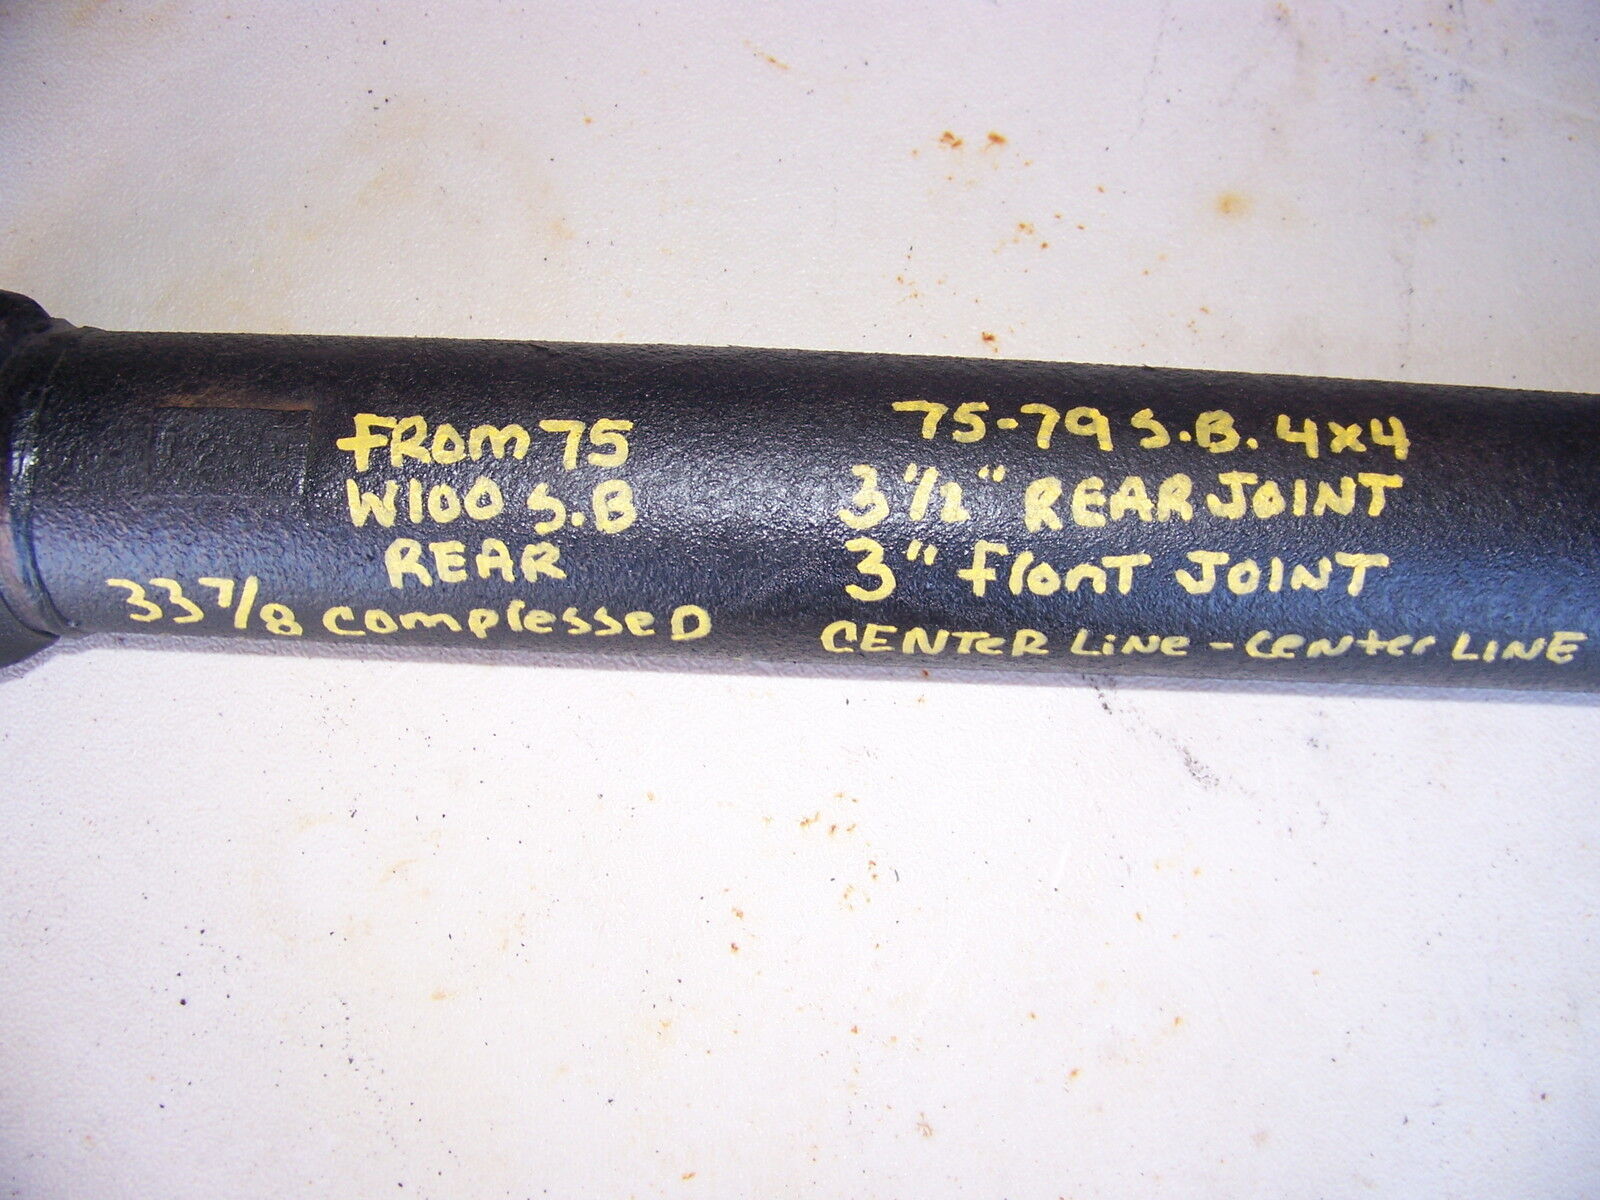 FROM 75
W100 S.B
REAR
33 7/8 COMPRESSED
75-79 S.B. 4x4
3 "1/2" REAR JOINT
3" FRONT JOINT
CENTER LINE - CENTER LINE